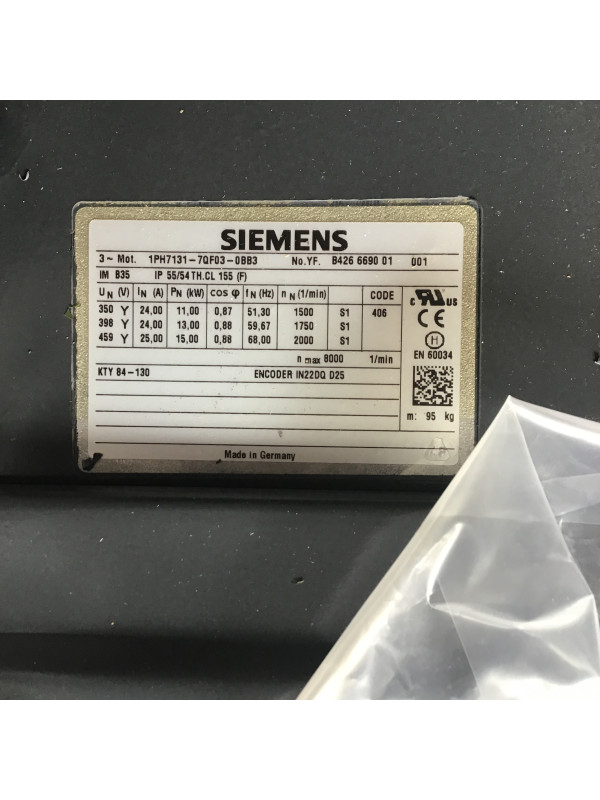 SIEMENS
3~ Mot. 1PH7131-7QF03-0BB3 No.YF. B426 6690 01 001
IM B35 IP 55/54 TH.CL 155 (F)
UN (V) IN (A) PN (kW) cos φ fN (Hz) nN (1/min) CODE
350 Y 24,00 11,00 0,87 51,30 1500 S1 406
398 Y 24,00 13,00 0,88 59,67 1750 S1
459 Y 25,00 15,00 0,88 68,00 2000 S1
n max 8000 1/min
KTY 84-130 ENCODER IN22DQ D25
c RU US
CE
H
EN 60034
m: 95 kg
Made in Germany